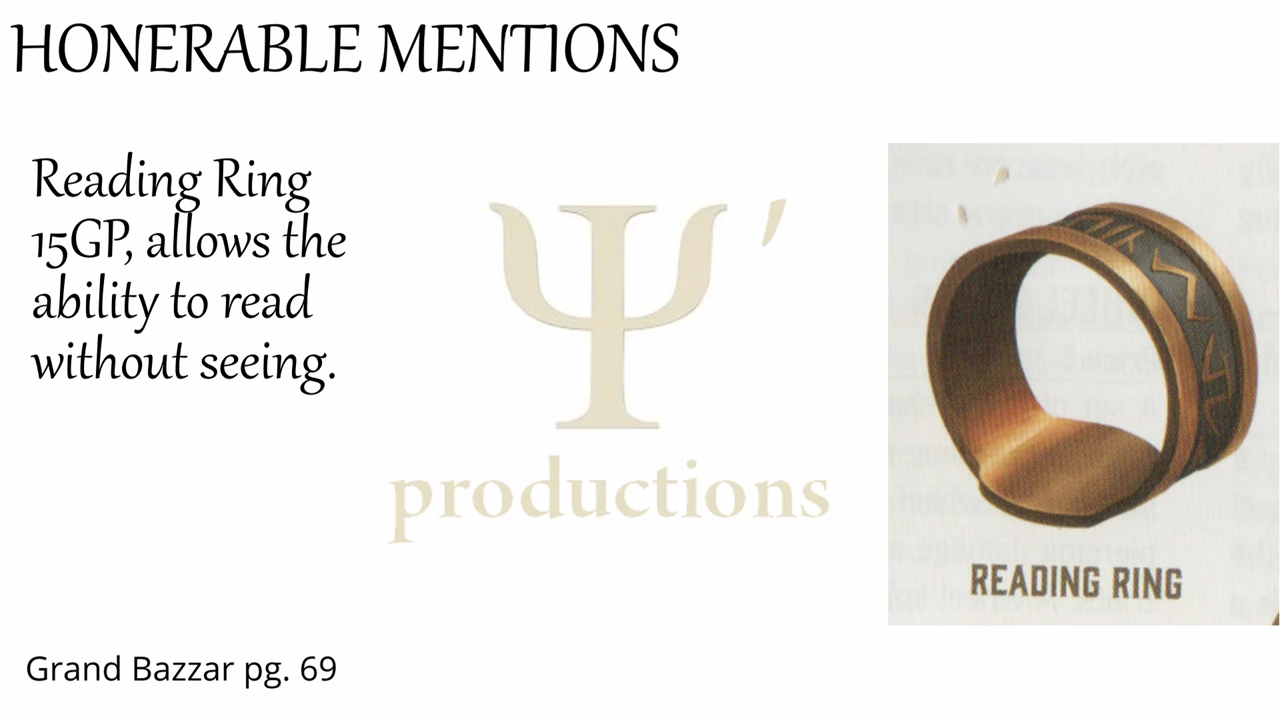 HONERABLE MENTIONS
Reading Ring
15GP, allows the
ability to read
without seeing.
Ψ'
productions
READING RING
Grand Bazzar pg. 69